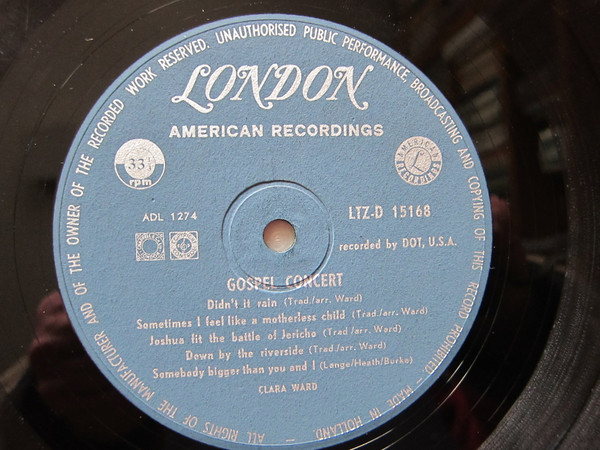 ALL RIGHTS OF THE MANUFACTURER AND OF THE OWNER OF THE RECORDED WORK RESERVED. UNAUTHORISED PUBLIC PERFORMANCE, BROADCASTING AND COPYING OF THIS RECORD PROHIBITED - MADE IN HOLLAND. -
LONDON
AMERICAN RECORDINGS
33⅓
rpm
AMERICAN
L
RECORDINGS
ADL 1274
LTZ-D 15168
recorded by DOT, U.S.A.
GOSPEL CONCERT
Didn't it rain (Trad./arr. Ward)
Sometimes I feel like a motherless child (Trad./arr. Ward)
Joshua fit the battle of Jericho (Trad/arr. Ward)
Down by the riverside (Trad/arr. Ward)
Somebody bigger than you and I (Lange/Heath/Burke)
CLARA WARD